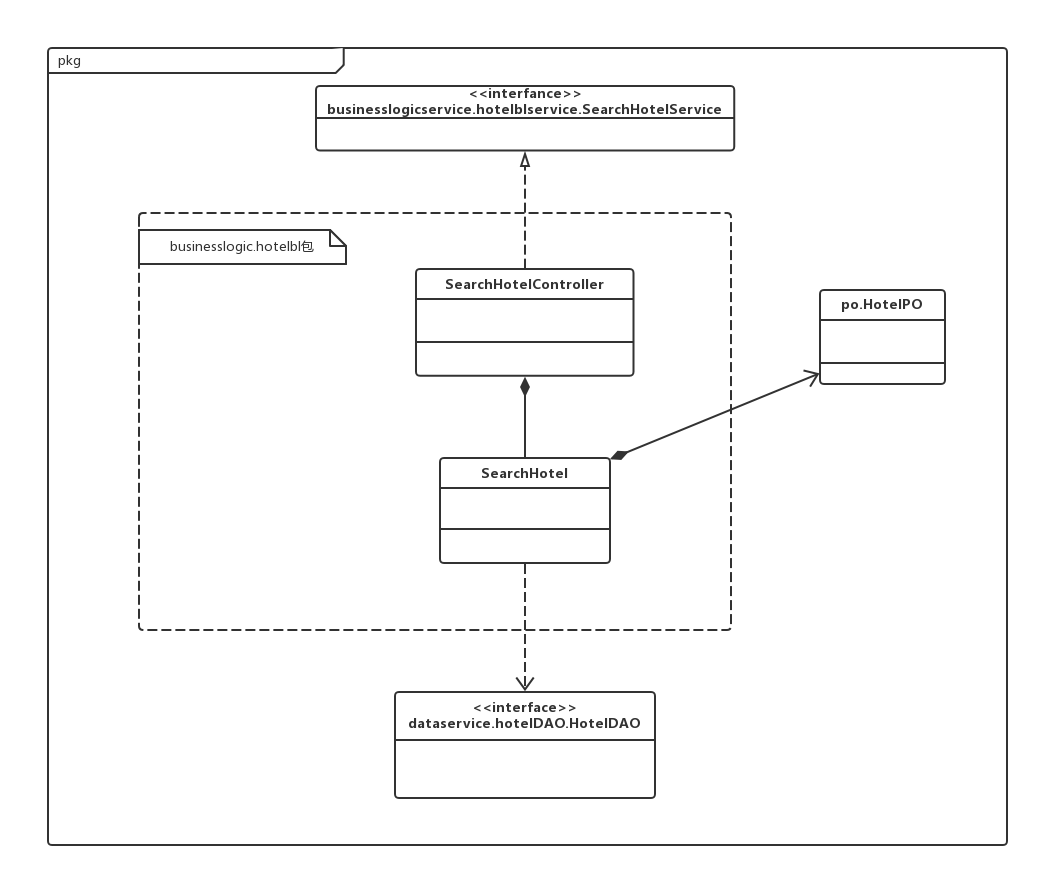 pkg
<<interfance>>
businesslogicservice.hotelblservice.SearchHotelService
businesslogic.hotelbl包
SearchHotelController
po.HotelPO
SearchHotel
<<interface>>
dataservice.hotelDAO.HotelDAO